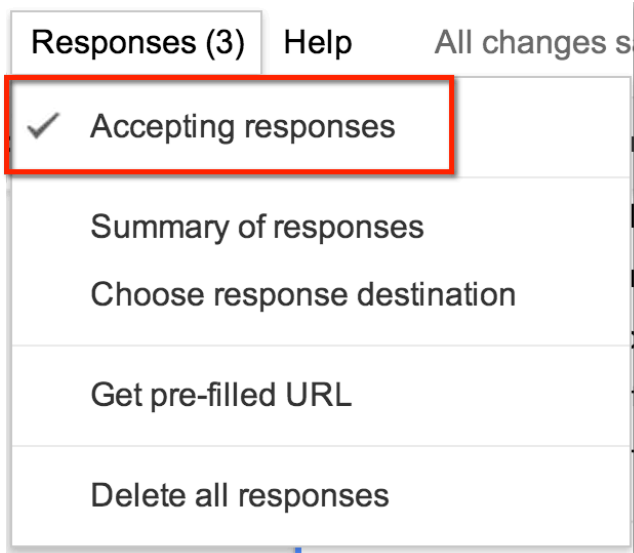 Responses (3) Help All changes s
Accepting responses
Summary of responses
Choose response destination
Get pre-filled URL
Delete all responses